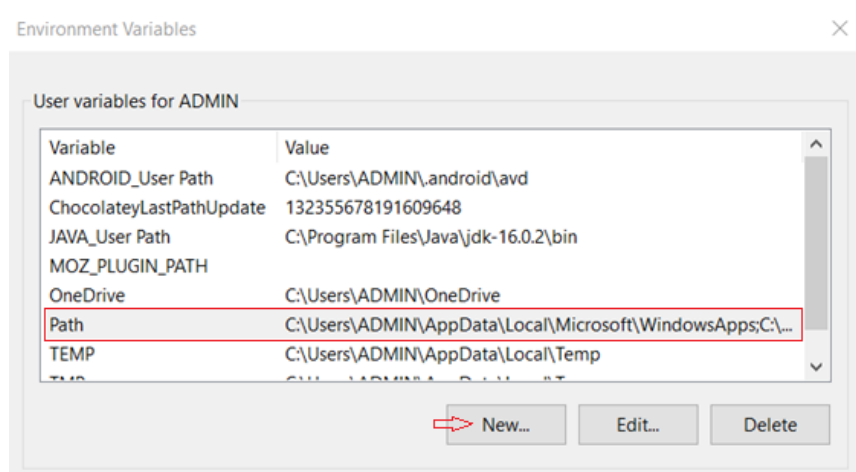 Environment Variables
User variables for ADMIN
Variable Value
ANDROID_User Path C:\Users\ADMIN\.android\avd
ChocolateyLastPathUpdate 132355678191609648
JAVA_User Path C:\Program Files\Java\jdk-16.0.2\bin
MOZ_PLUGIN_PATH
OneDrive C:\Users\ADMIN\OneDrive
Path C:\Users\ADMIN\AppData\Local\Microsoft\WindowsApps;C:\...
TEMP C:\Users\ADMIN\AppData\Local\Temp
New... Edit... Delete